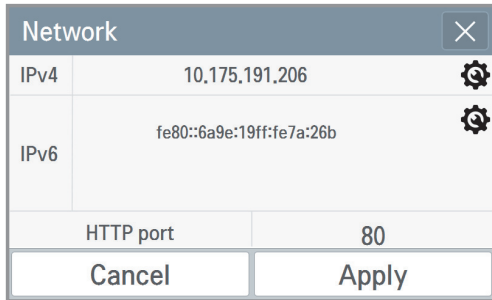 Network
IPv4 10.175.191.206
IPv6 fe80::6a9e:19ff:fe7a:26b
HTTP port 80
Cancel Apply